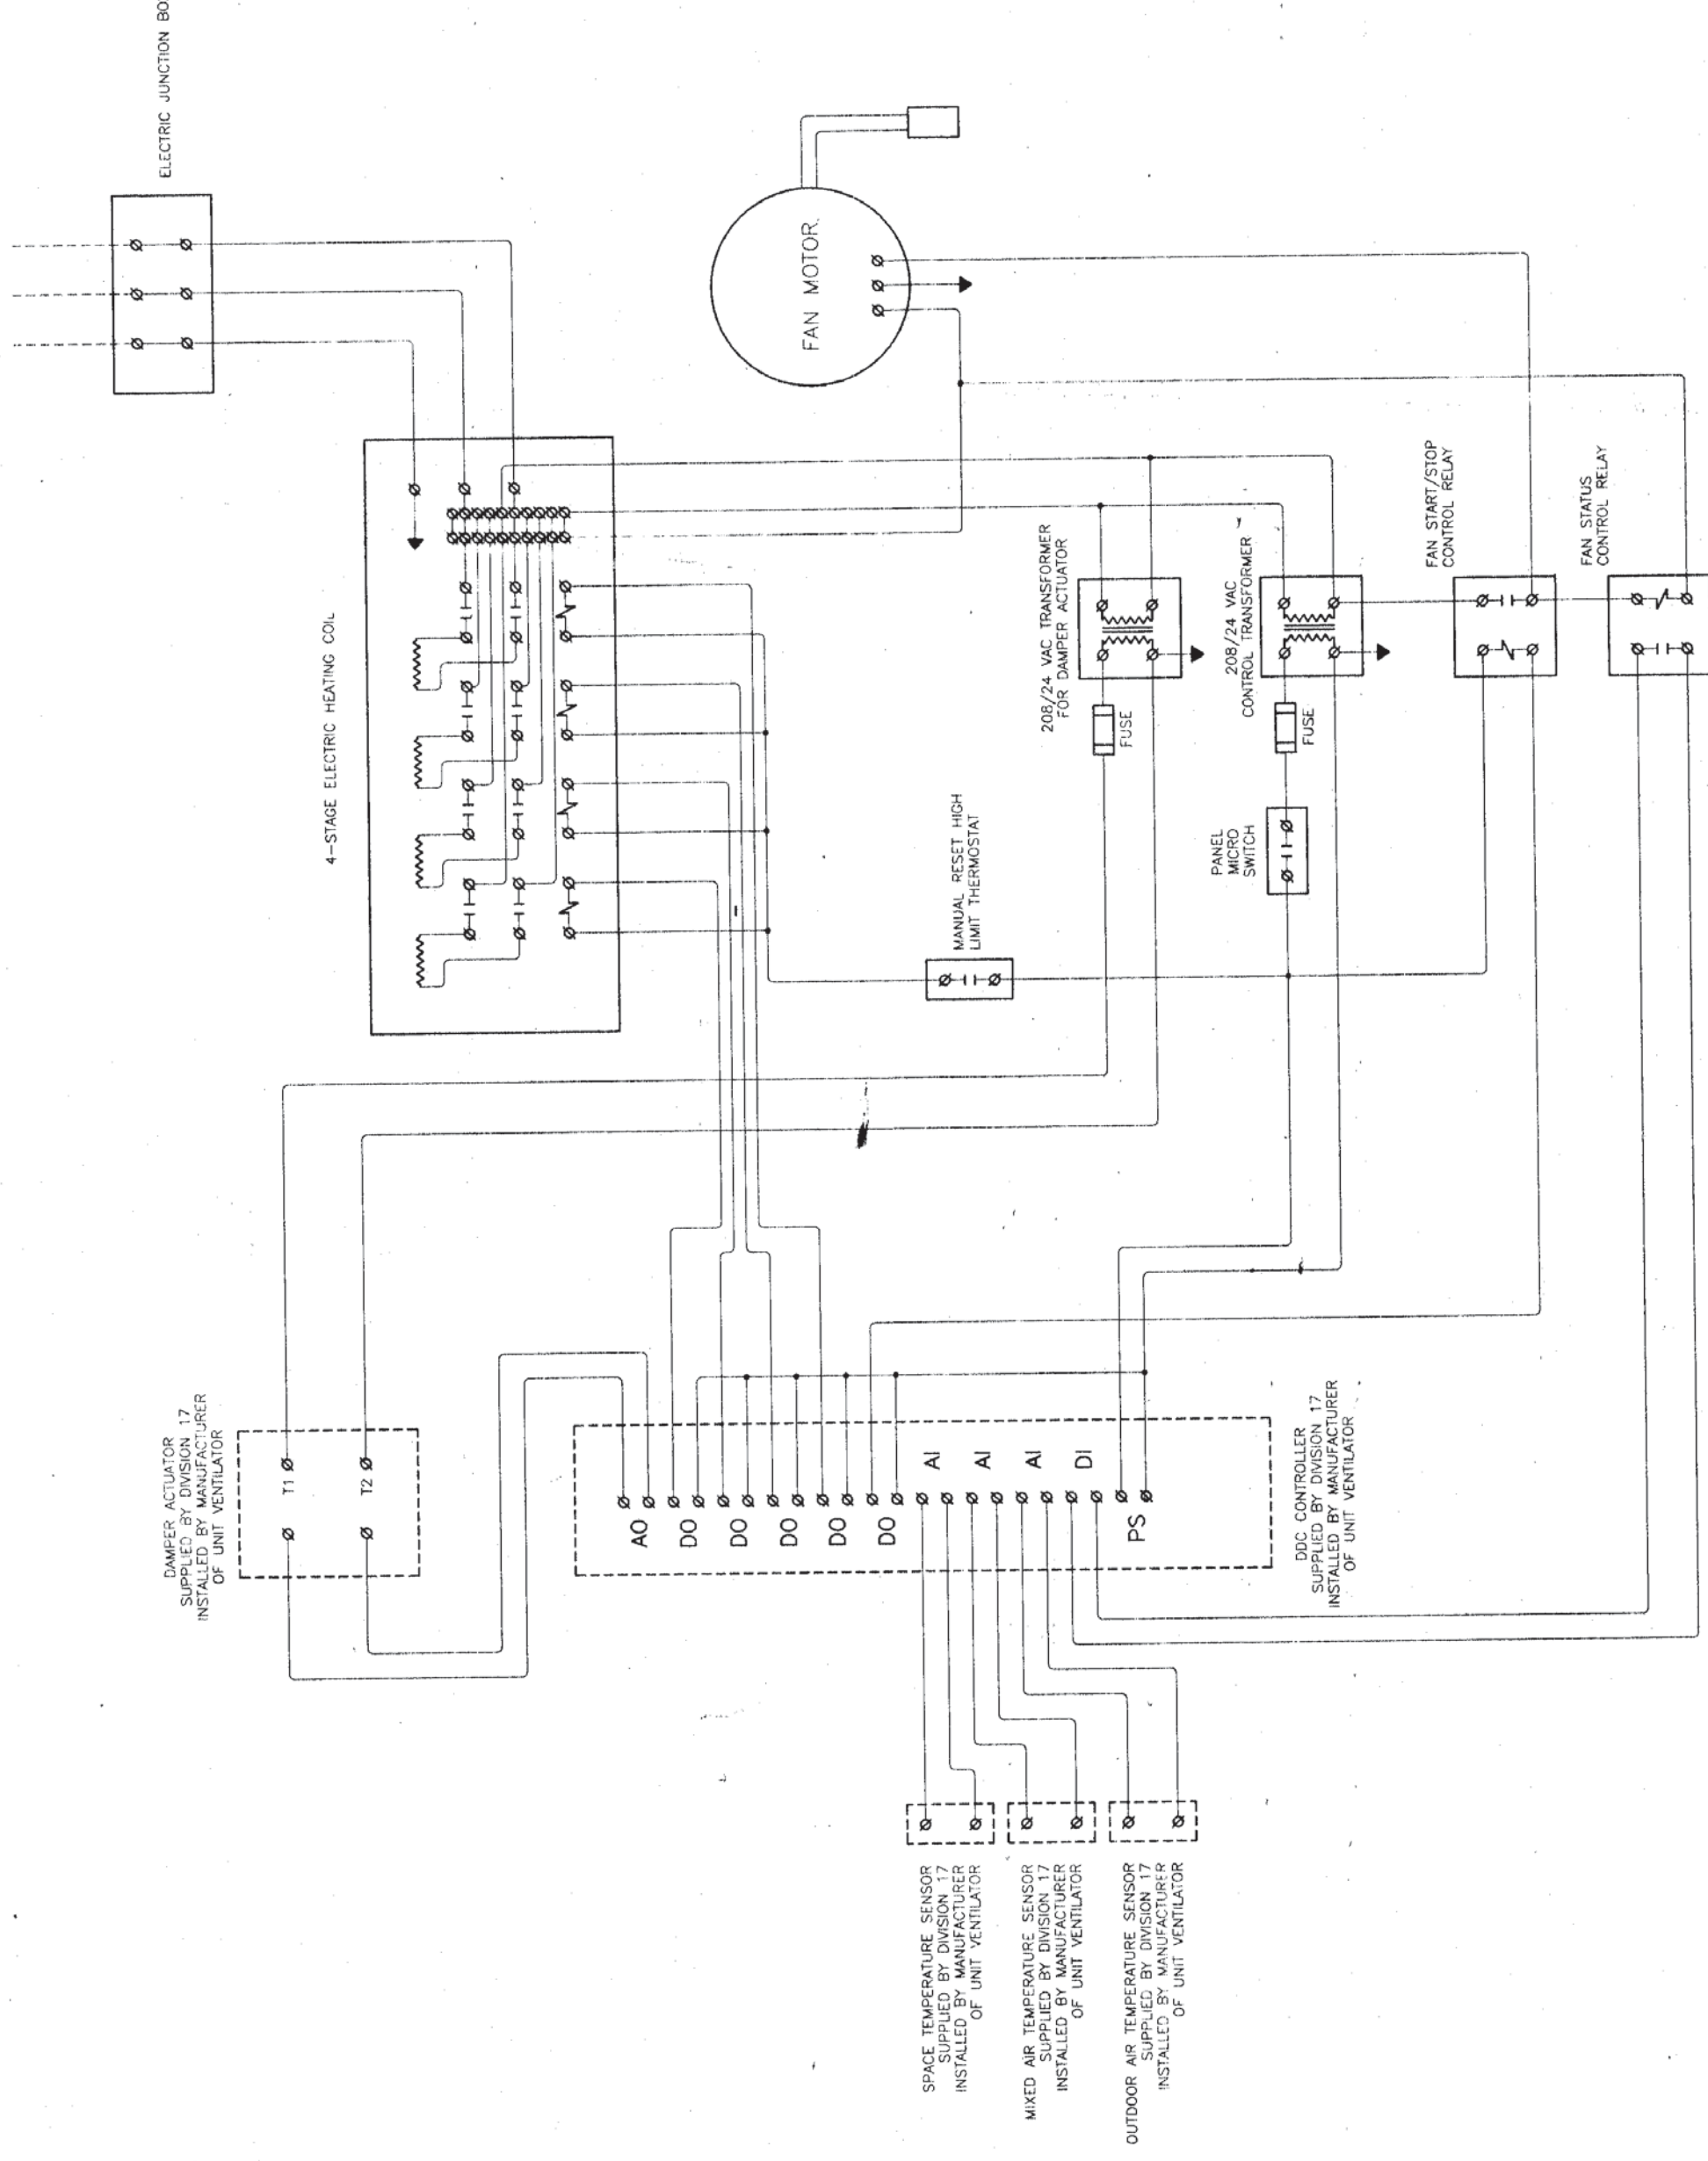 ELECTRIC JUNCTION BO
4-STAGE ELECTRIC HEATING COIL
FAN MOTOR
208/24 VAC TRANSFORMER
FOR DAMPER ACTUATOR
FUSE
208/24 VAC
CONTROL TRANSFORMER
FUSE
FAN START/STOP
CONTROL RELAY
FAN STATUS
CONTROL RELAY
PANEL
MICRO
SWITCH
MANUAL RESET HIGH
LIMIT THERMOSTAT
DAMPER ACTUATOR
SUPPLIED BY DIVISION 17
INSTALLED BY MANUFACTURER
OF UNIT VENTILATOR
T1
T2
AO
DO
DO
DO
DO
DO
AI
AI
AI
DI
PS
DDC CONTROLLER
SUPPLIED BY DIVISION 17
INSTALLED BY MANUFACTURER
OF UNIT VENTILATOR
SPACE TEMPERATURE SENSOR
SUPPLIED BY DIVISION 17
INSTALLED BY MANUFACTURER
OF UNIT VENTILATOR
MIXED AIR TEMPERATURE SENSOR
SUPPLIED BY DIVISION 17
INSTALLED BY MANUFACTURER
OF UNIT VENTILATOR
OUTDOOR AIR TEMPERATURE SENSOR
SUPPLIED BY DIVISION 17
INSTALLED BY MANUFACTURER
OF UNIT VENTILATOR